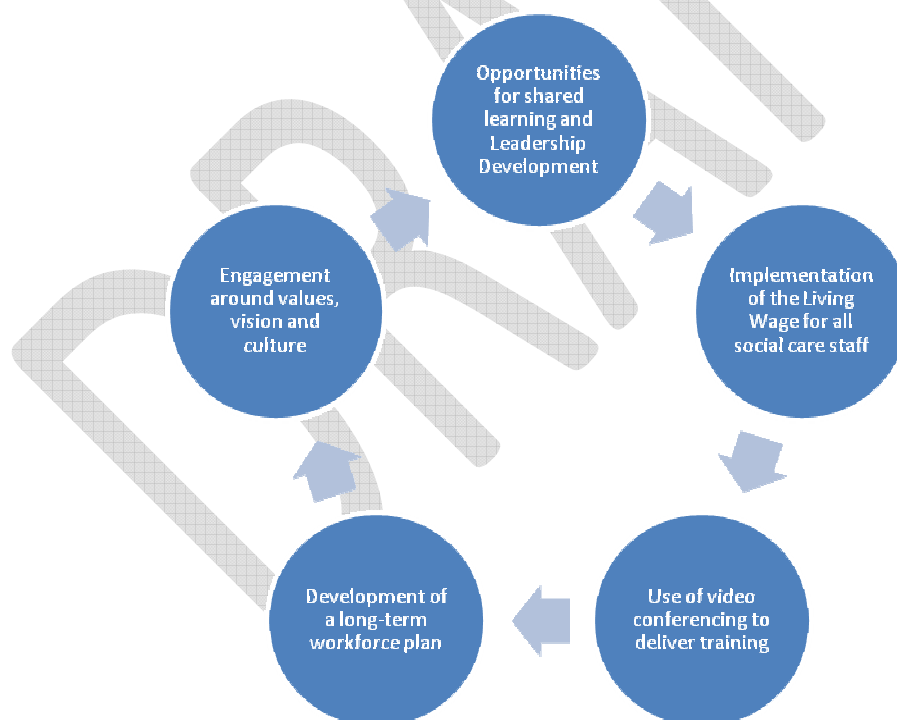 Opportunities
for shared
learning and
Leadership
Development
Implementation
of the Living
Wage for all
social care staff
Use of video
conferencing to
deliver training
Development of
a long-term
workforce plan
Engagement
around values,
vision and
culture